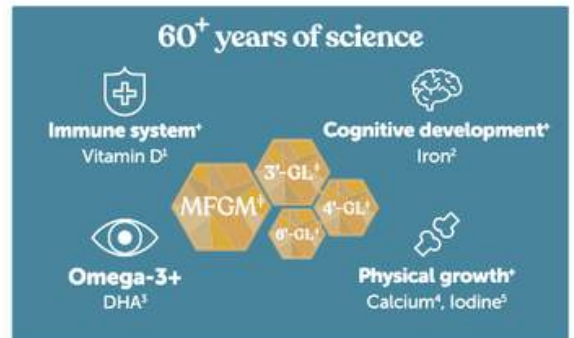 60⁺ years of science
Immune system⁺
Vitamin D¹
Cognitive development⁺
Iron²
MFGM‡
3'-GL‡
4'-GL‡
6'-GL‡
Omega-3+
DHA³
Physical growth⁺
Calcium⁴, Iodine⁵